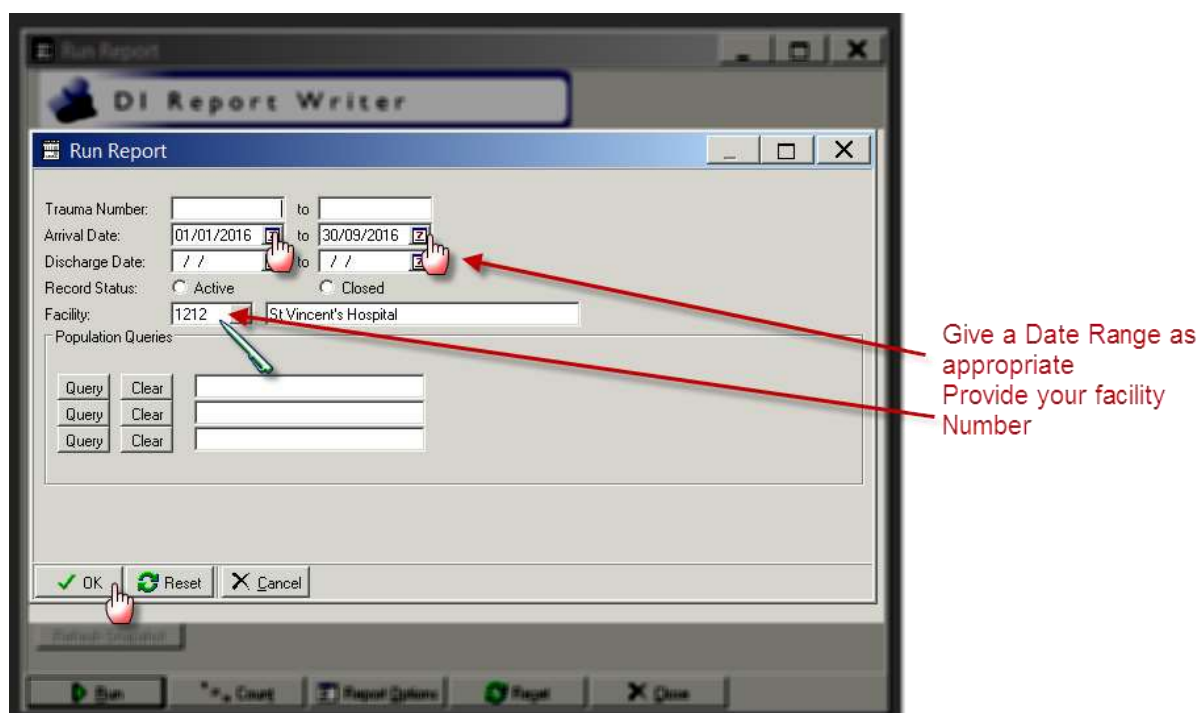 Run Report
DI Report Writer
Run Report
Trauma Number: to
Arrival Date: 01/01/2016 to 30/09/2016
Discharge Date: / / to / /
Record Status: Active Closed
Facility: 1212 St Vincent's Hospital
Population Queries
Query Clear
Query Clear
Query Clear
OK Reset Cancel
Run Count Report Options Reset Close
Give a Date Range as
appropriate
Provide your facility
Number